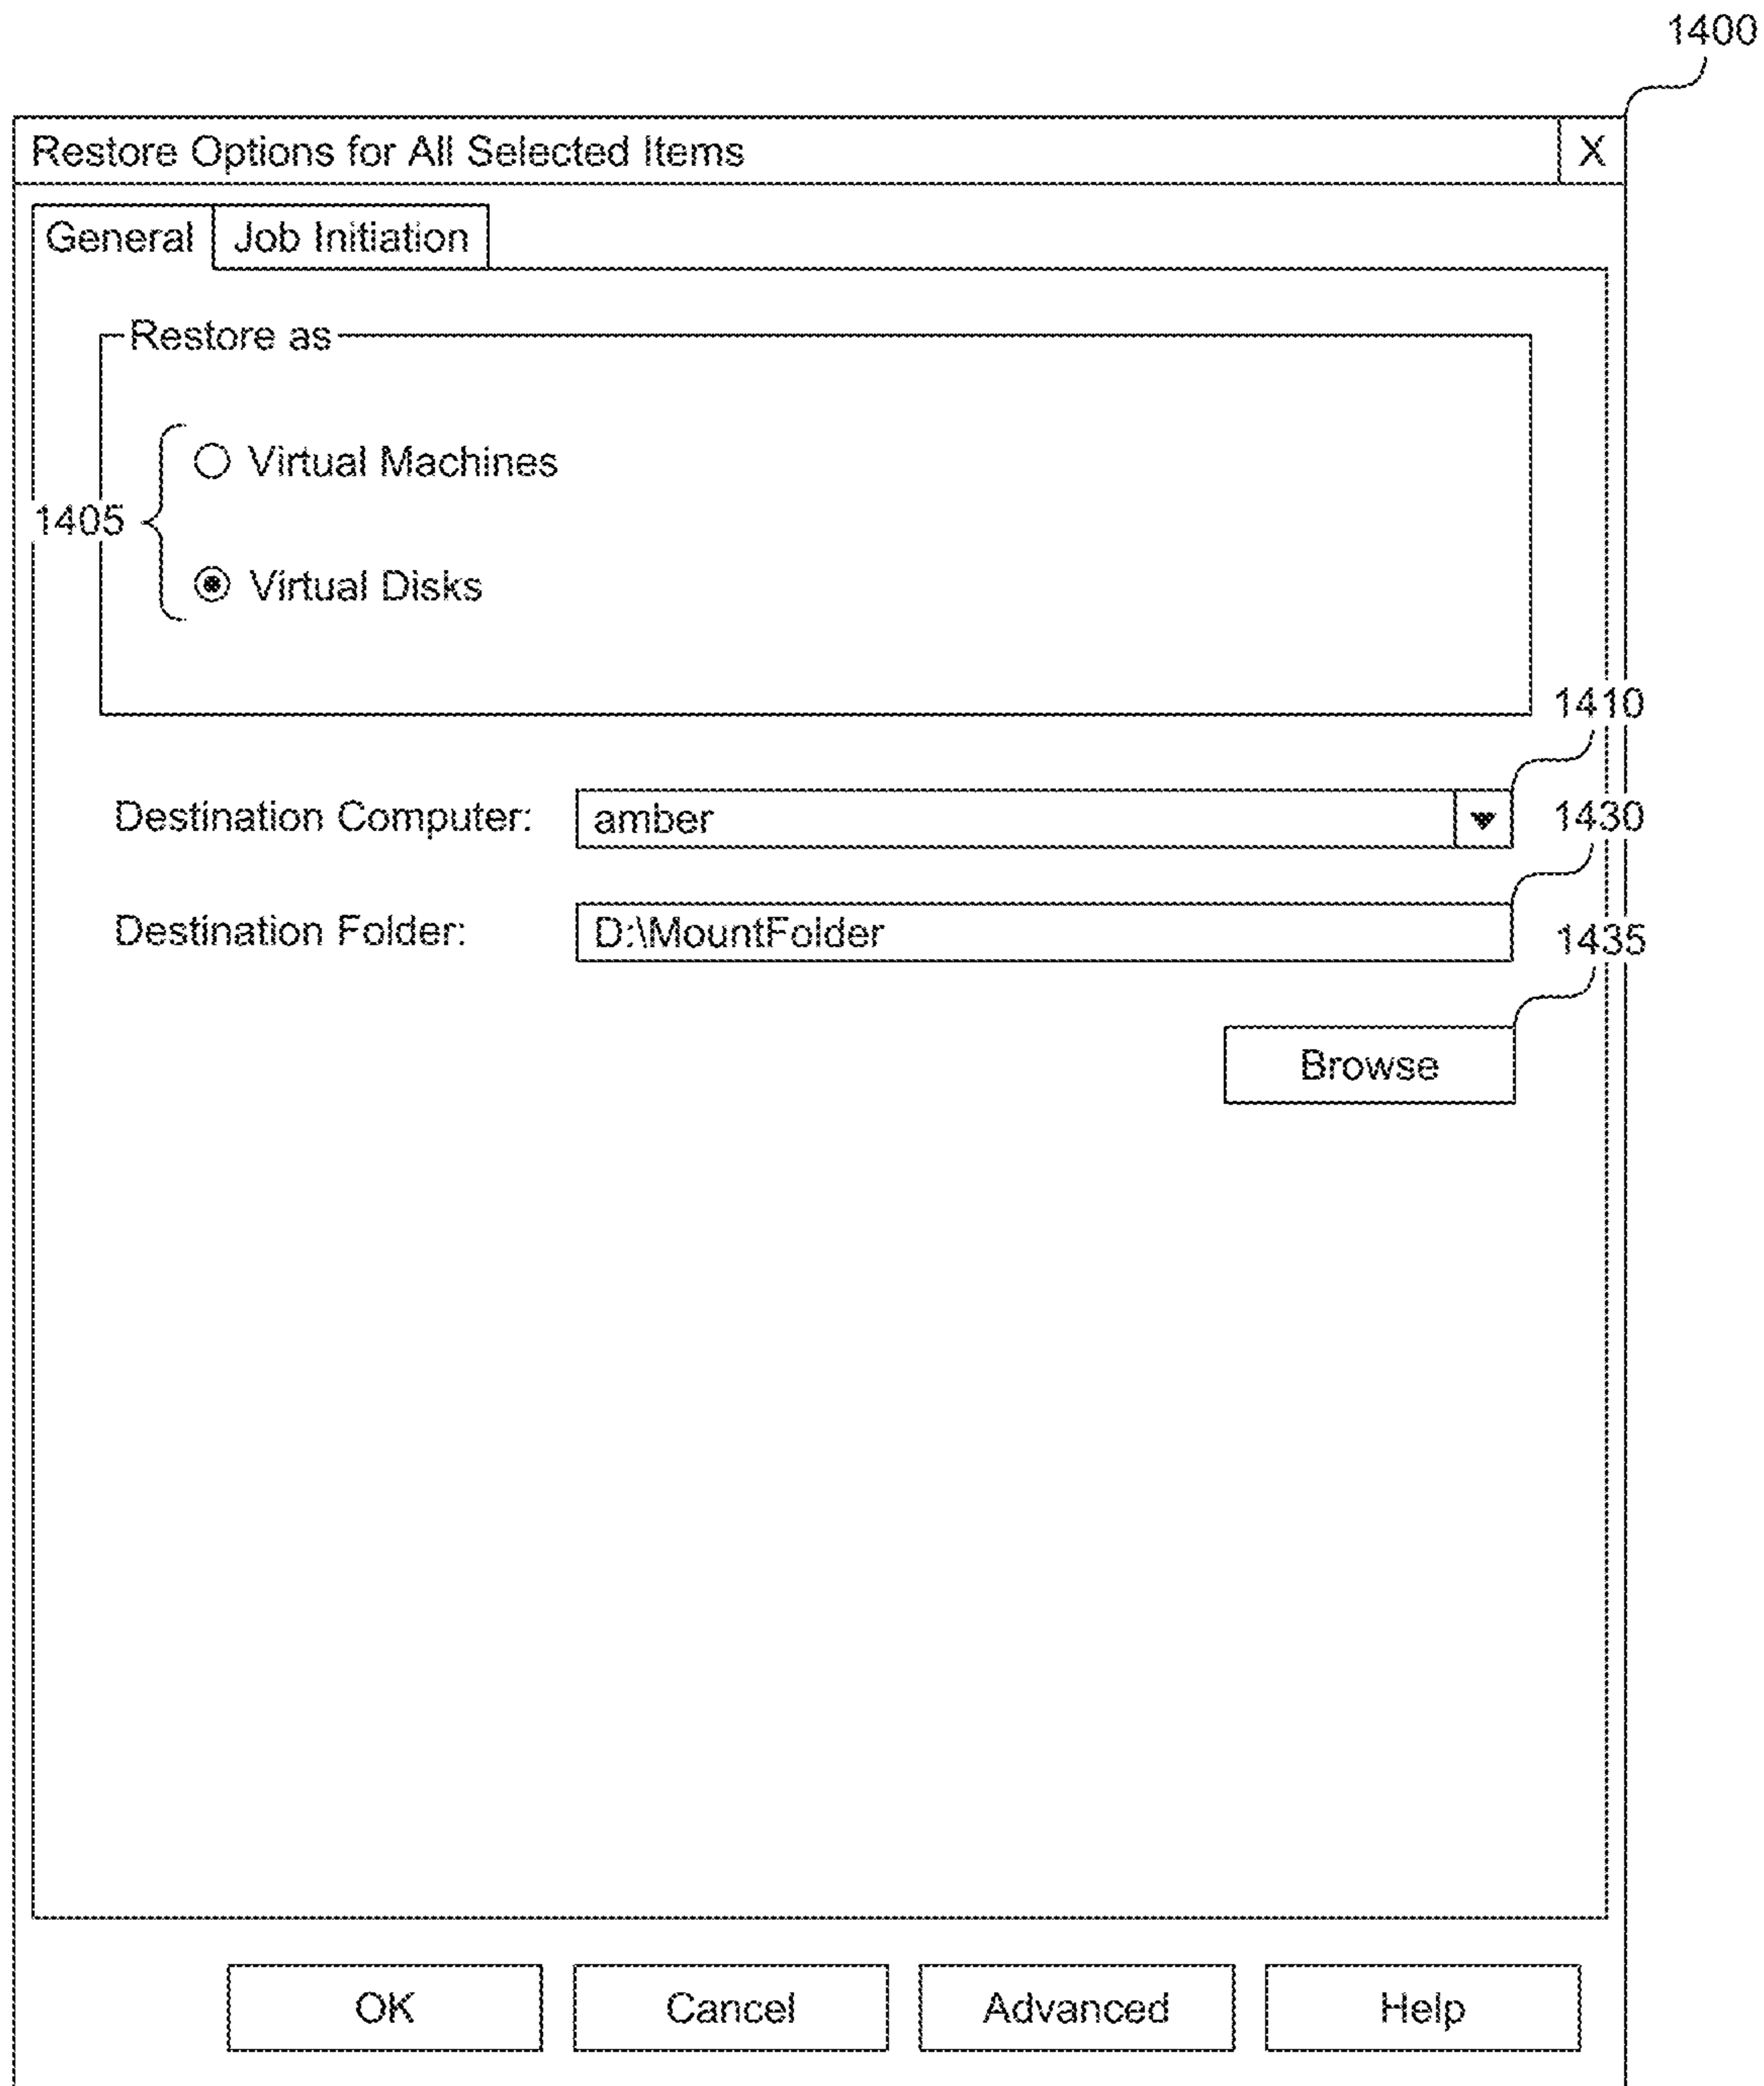 1400
Restore Options for All Selected Items X
General Job Initiation
Restore as
Virtual Machines
1405
Virtual Disks
1410
Destination Computer: amber
1430
Destination Folder: D:\MountFolder
1435
Browse
OK Cancel Advanced Help